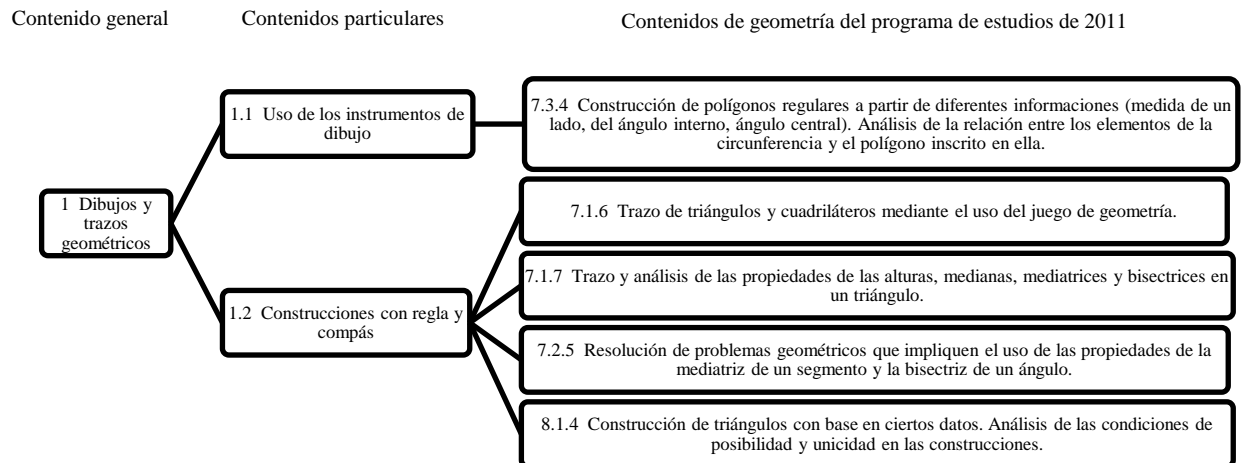 Contenido general
Contenidos particulares
Contenidos de geometría del programa de estudios de 2011
1 Dibujos y
trazos
geométricos
1.1 Uso de los instrumentos de
dibujo
7.3.4 Construcción de polígonos regulares a partir de diferentes informaciones (medida de un
lado, del ángulo interno, ángulo central). Análisis de la relación entre los elementos de la
circunferencia y el polígono inscrito en ella.
1.2 Construcciones con regla y
compás
7.1.6 Trazo de triángulos y cuadriláteros mediante el uso del juego de geometría.
7.1.7 Trazo y análisis de las propiedades de las alturas, medianas, mediatrices y bisectrices en
un triángulo.
7.2.5 Resolución de problemas geométricos que impliquen el uso de las propiedades de la
mediatriz de un segmento y la bisectriz de un ángulo.
8.1.4 Construcción de triángulos con base en ciertos datos. Análisis de las condiciones de
posibilidad y unicidad en las construcciones.